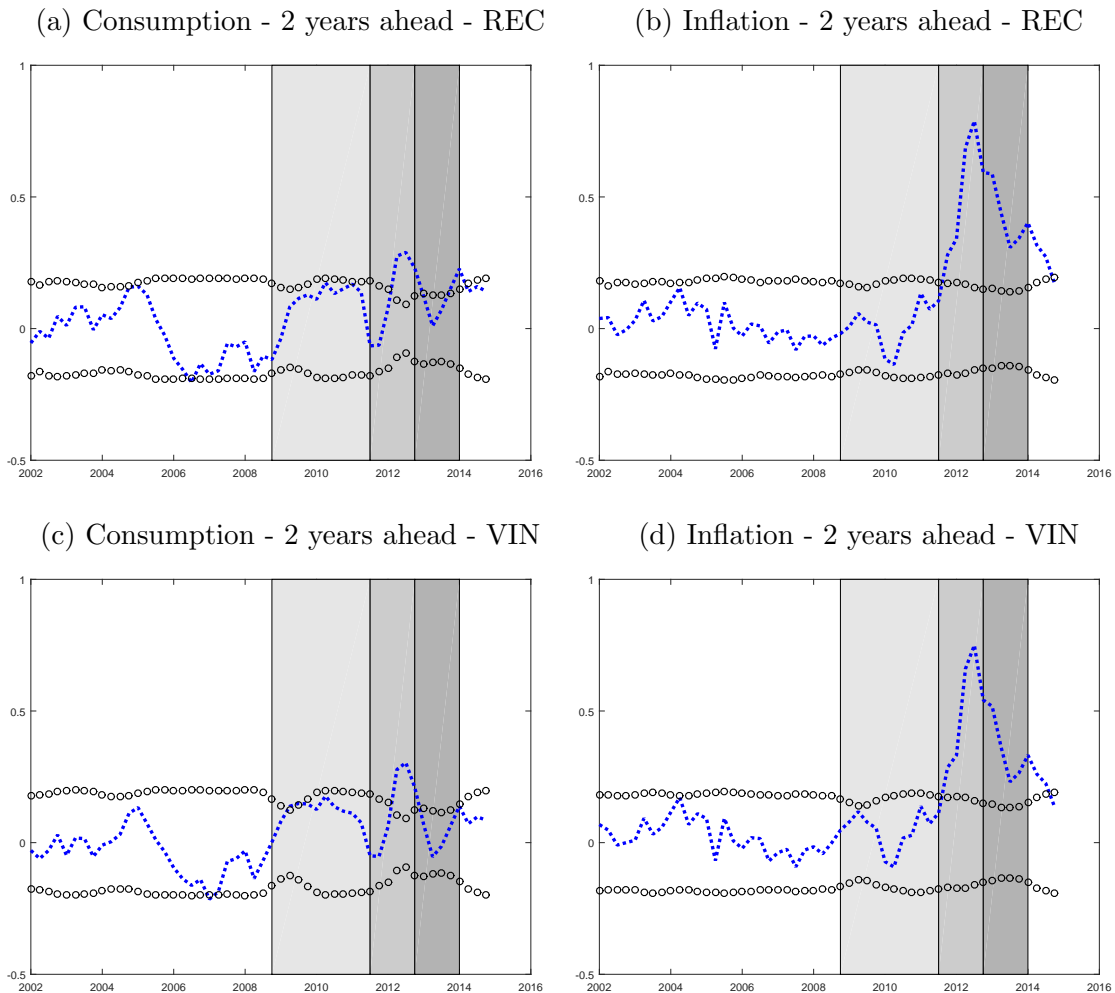 (a) Consumption - 2 years ahead - REC
(b) Inflation - 2 years ahead - REC
1
0.5
0
-0.5
2002 2004 2006 2008 2010 2012 2014 2016
1
0.5
0
-0.5
2002 2004 2006 2008 2010 2012 2014 2016
(c) Consumption - 2 years ahead - VIN
(d) Inflation - 2 years ahead - VIN
1
0.5
0
-0.5
2002 2004 2006 2008 2010 2012 2014 2016
1
0.5
0
-0.5
2002 2004 2006 2008 2010 2012 2014 2016